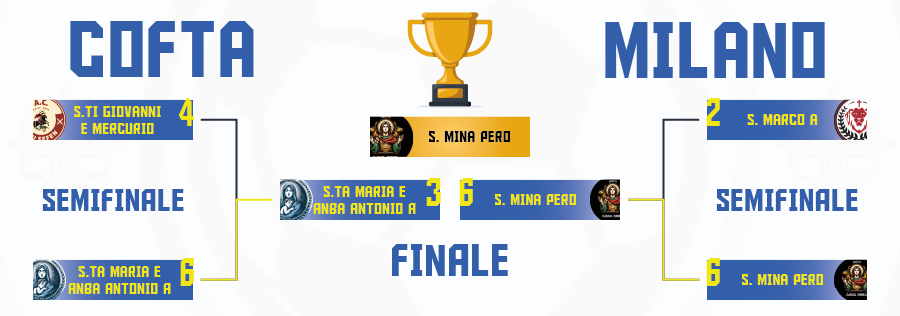 COFTA
MILANO
A.C.
S.TI GIOVANNI
E MERCURIO
4
2
S. MARCO A
S. MINA PERO
SEMIFINALE
SEMIFINALE
S.TA MARIA E
ANBA ANTONIO A
3
6
S. MINA PERO
FINALE
S.TA MARIA E
ANBA ANTONIO A
6
6
S. MINA PERO